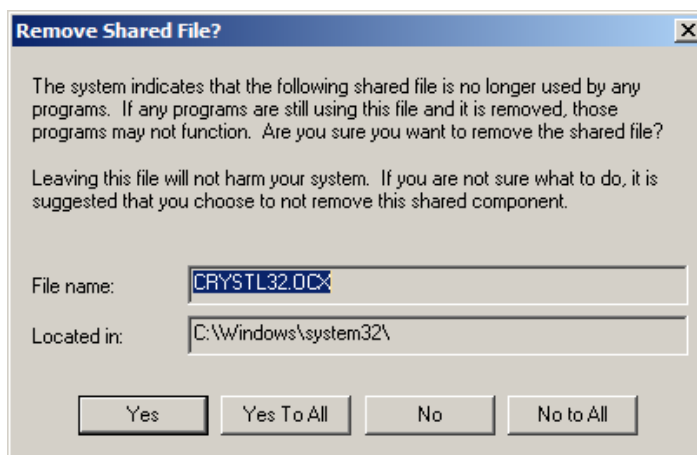 Remove Shared File?
The system indicates that the following shared file is no longer used by any
programs. If any programs are still using this file and it is removed, those
programs may not function. Are you sure you want to remove the shared file?
Leaving this file will not harm your system. If you are not sure what to do, it is
suggested that you choose to not remove this shared component.
File name: CRYSTL32.OCX
Located in: C:\Windows\system32\
Yes Yes To All No No to All